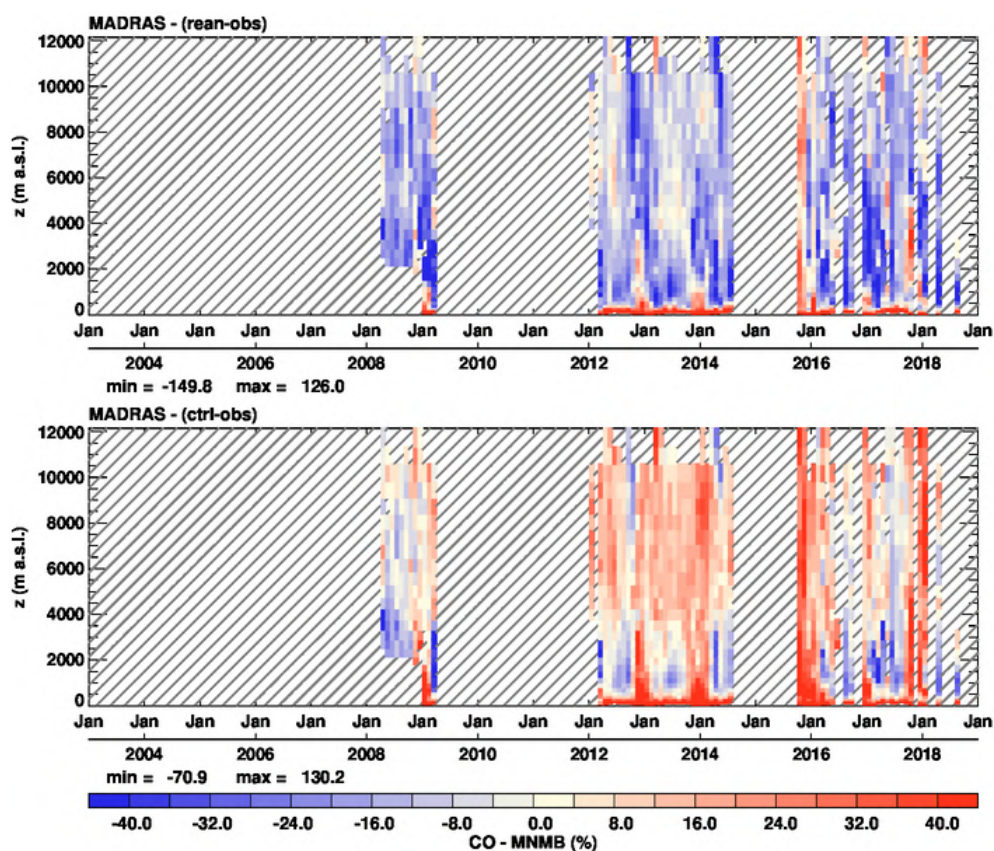 MADRAS - (rean-obs)
12000
10000
8000
6000
4000
2000
0
z (m a.s.l.)
Jan Jan Jan Jan Jan Jan Jan Jan Jan Jan Jan Jan Jan Jan Jan Jan Jan
2004 2006 2008 2010 2012 2014 2016 2018
min = -149.8 max = 126.0
MADRAS - (ctrl-obs)
12000
10000
8000
6000
4000
2000
0
z (m a.s.l.)
Jan Jan Jan Jan Jan Jan Jan Jan Jan Jan Jan Jan Jan Jan Jan Jan Jan
2004 2006 2008 2010 2012 2014 2016 2018
min = -70.9 max = 130.2
-40.0 -32.0 -24.0 -16.0 -8.0 0.0 8.0 16.0 24.0 32.0 40.0
CO - MNMB (%)